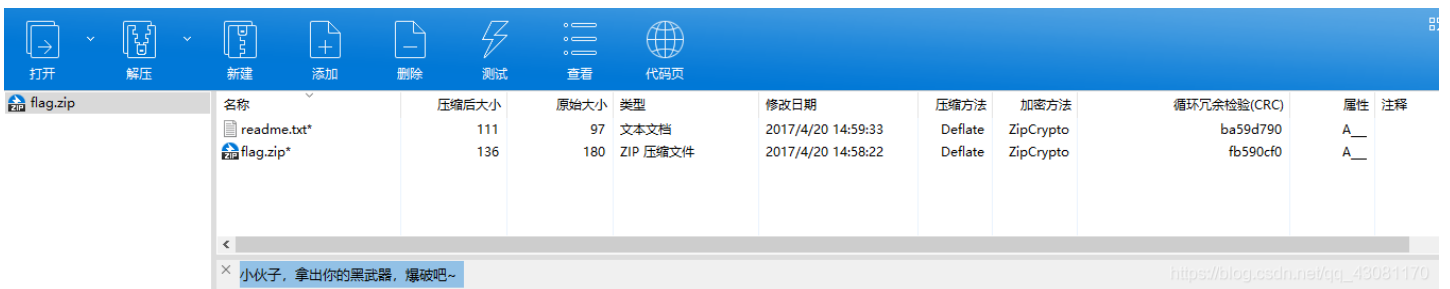 打开 解压 新建 添加 删除 测试 查看 代码页
flag.zip 名称 压缩后大小 原始大小 类型 修改日期 压缩方法 加密方法 循环冗余检验(CRC) 属性 注释
readme.txt* 111 97 文本文档 2017/4/20 14:59:33 Deflate ZipCrypto ba59d790 A__
flag.zip* 136 180 ZIP 压缩文件 2017/4/20 14:58:22 Deflate ZipCrypto fb590cf0 A__
小伙子，拿出你的黑武器，爆破吧~
https://blog.csdn.net/qq_43081170